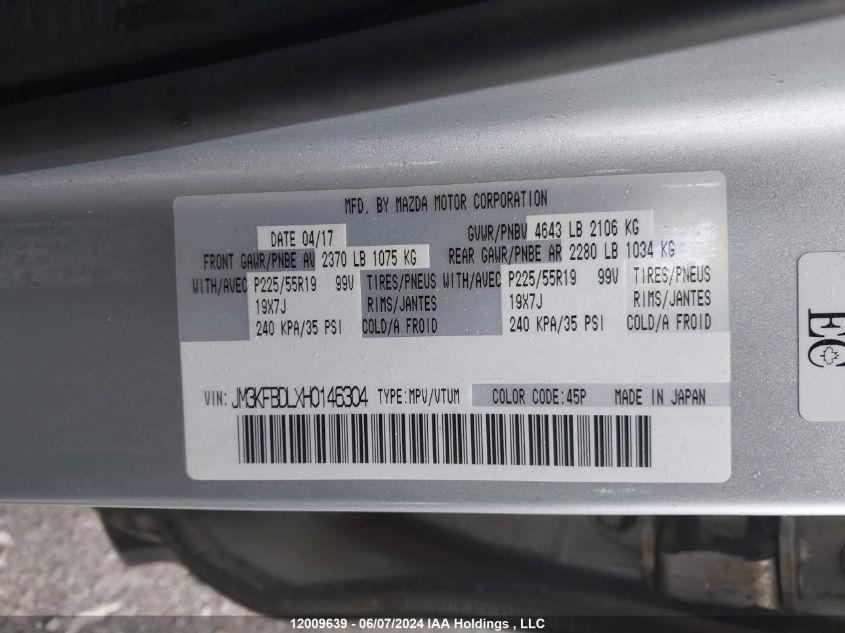 MFD. BY MAZDA MOTOR CORPORATION
DATE 04/17 GVWR/PNBV 4643 LB 2106 KG
FRONT GAWR/PNBE AV 2370 LB 1075 KG REAR GAWR/PNBE AR 2280 LB 1034 KG
WITH/AVEC P225/55R19 99V TIRES/PNEUS WITH/AVEC P225/55R19 99V TIRES/PNEUS
19X7J RIMS/JANTES 19X7J RIMS/JANTES
240 KPA/35 PSI COLD/A FROID 240 KPA/35 PSI COLD/A FROID
VIN: JM3KFBDLXH0146304 TYPE:MPV/VTUM COLOR CODE:45P MADE IN JAPAN
EC
12009639 - 06/07/2024 IAA Holdings , LLC